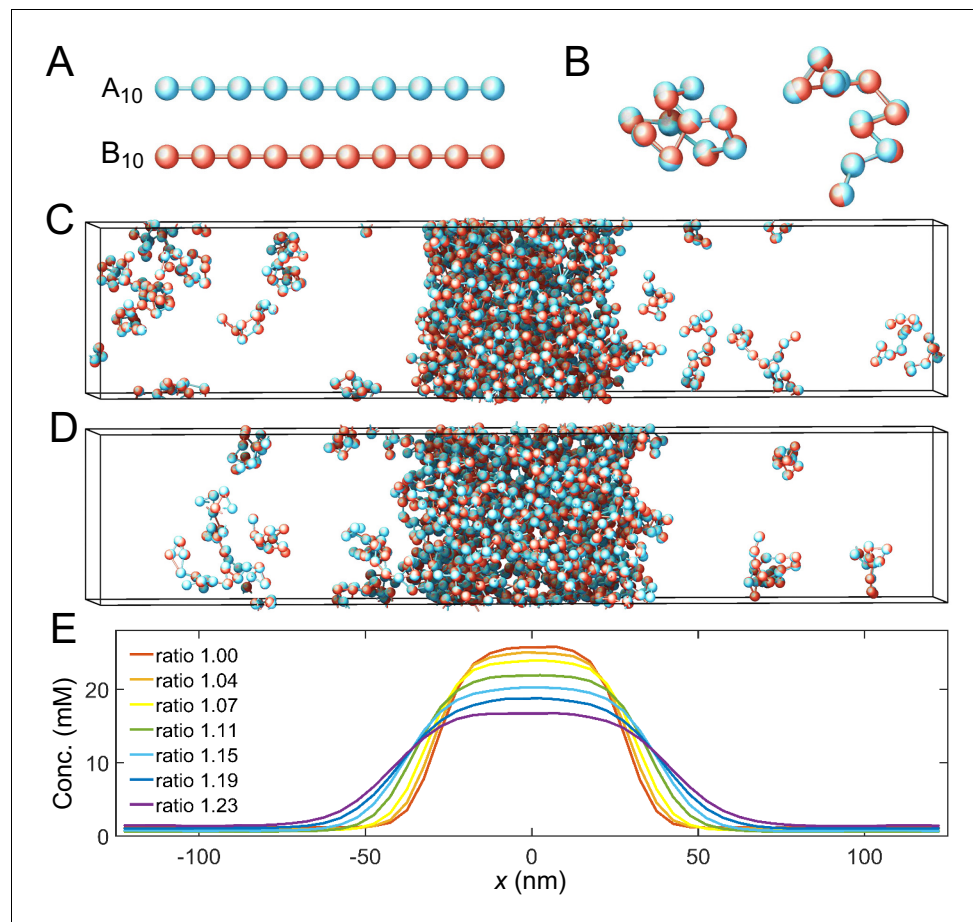 A
A10
B10
B
C
D
E
ratio 1.00
ratio 1.04
ratio 1.07
ratio 1.11
ratio 1.15
ratio 1.19
ratio 1.23
Conc. (mM)
20
10
0
-100 -50 0 50 100
x (nm)